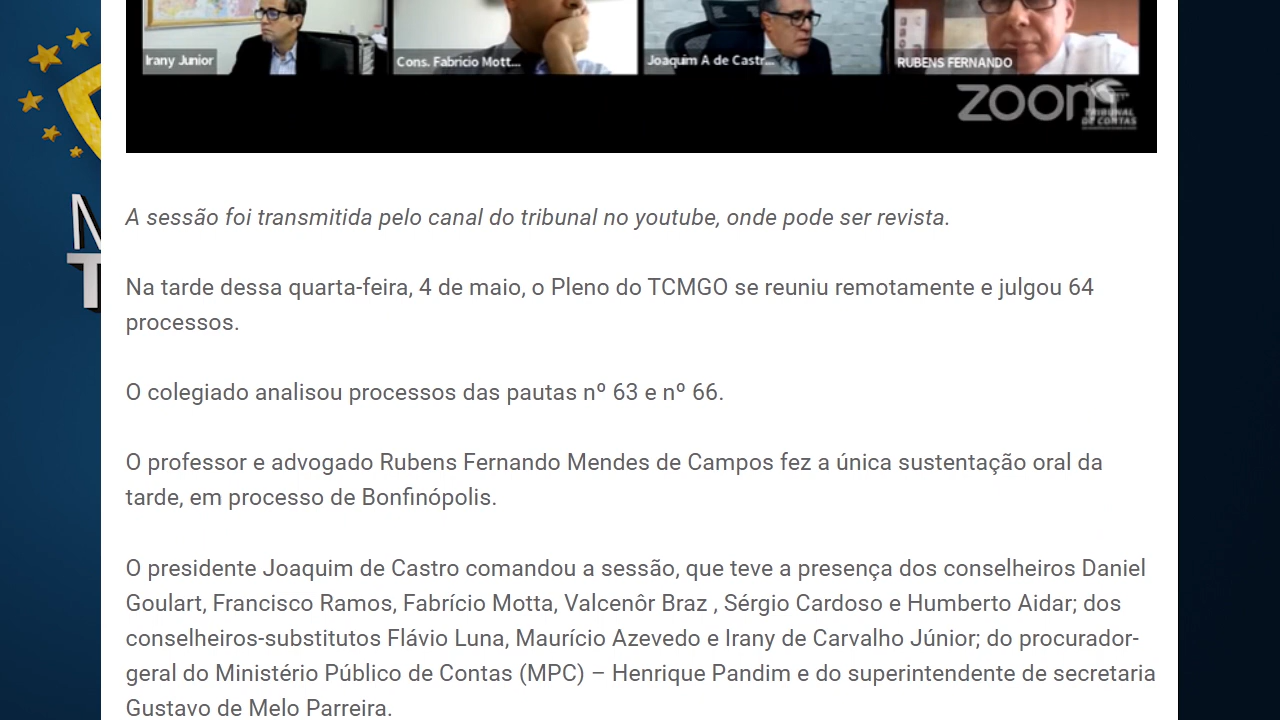 Irany Junior
Cons. Fabricio Mott...
Joaquim A de Castr...
RUBENS FERNANDO
zoom
TRIBUNAL
DE CONTAS
A sessão foi transmitida pelo canal do tribunal no youtube, onde pode ser revista.
Na tarde dessa quarta-feira, 4 de maio, o Pleno do TCMGO se reuniu remotamente e julgou 64
processos.
O colegiado analisou processos das pautas nº 63 e nº 66.
O professor e advogado Rubens Fernando Mendes de Campos fez a única sustentação oral da
tarde, em processo de Bonfinópolis.
O presidente Joaquim de Castro comandou a sessão, que teve a presença dos conselheiros Daniel
Goulart, Francisco Ramos, Fabrício Motta, Valcenôr Braz , Sérgio Cardoso e Humberto Aidar; dos
conselheiros-substitutos Flávio Luna, Maurício Azevedo e Irany de Carvalho Júnior; do procurador-
geral do Ministério Público de Contas (MPC) – Henrique Pandim e do superintendente de secretaria
Gustavo de Melo Parreira.